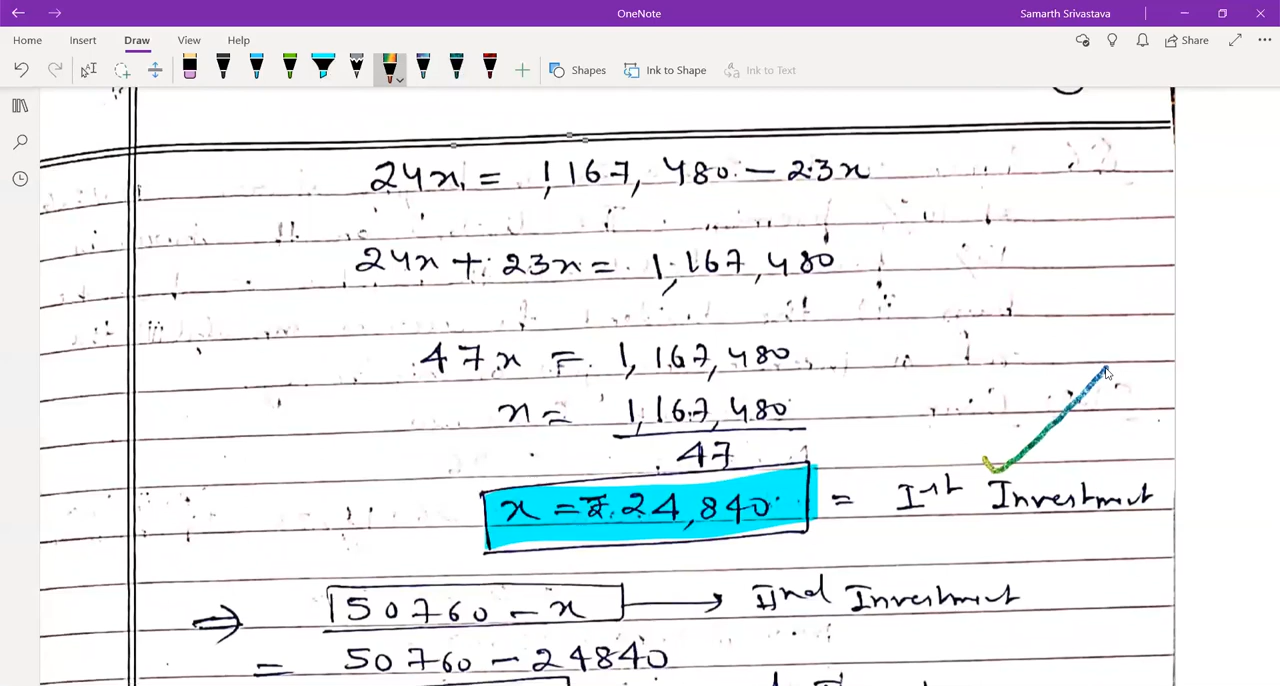 OneNote
Samarth Srivastava
Home Insert Draw View Help
Share
Shapes Ink to Shape Ink to Text
24x = 1,167,480 - 23x
24x + 23x = 1,167,480
47x = 1,167,480
x = 1,167,480
47
x = ₹ 24,840 = Ist Investment
⇒ 50760 - x → IInd Investment
= 50760 - 24840